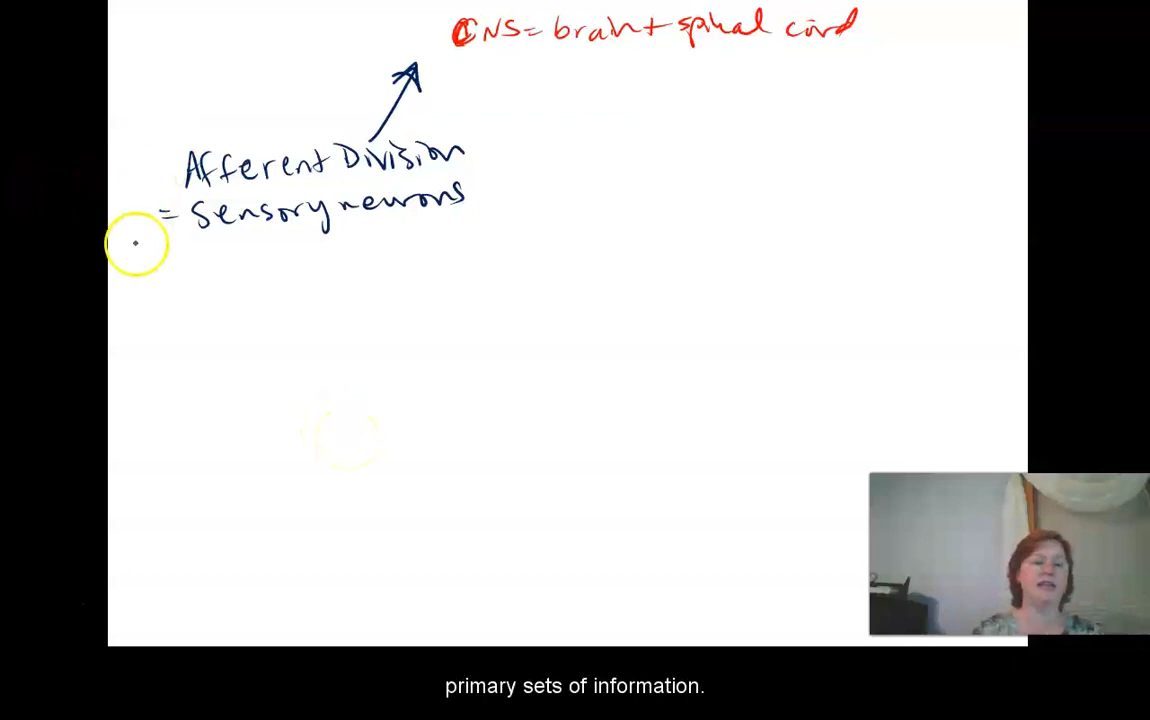 CNS = brain + spinal cord
Afferent Division
= Sensory neurons
primary sets of information.